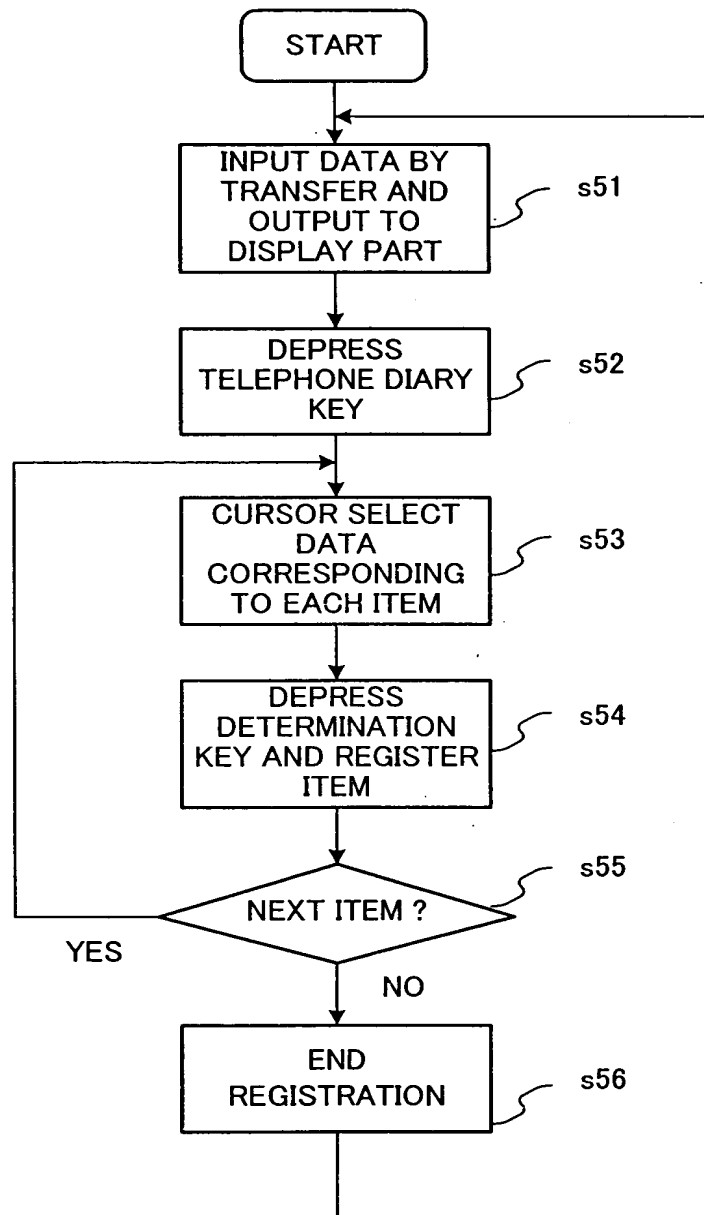 START
INPUT DATA BY
TRANSFER AND
OUTPUT TO
DISPLAY PART
s51
DEPRESS
TELEPHONE DIARY
KEY
s52
CURSOR SELECT
DATA
CORRESPONDING
TO EACH ITEM
s53
DEPRESS
DETERMINATION
KEY AND REGISTER
ITEM
s54
NEXT ITEM ?
s55
YES
NO
END
REGISTRATION
s56